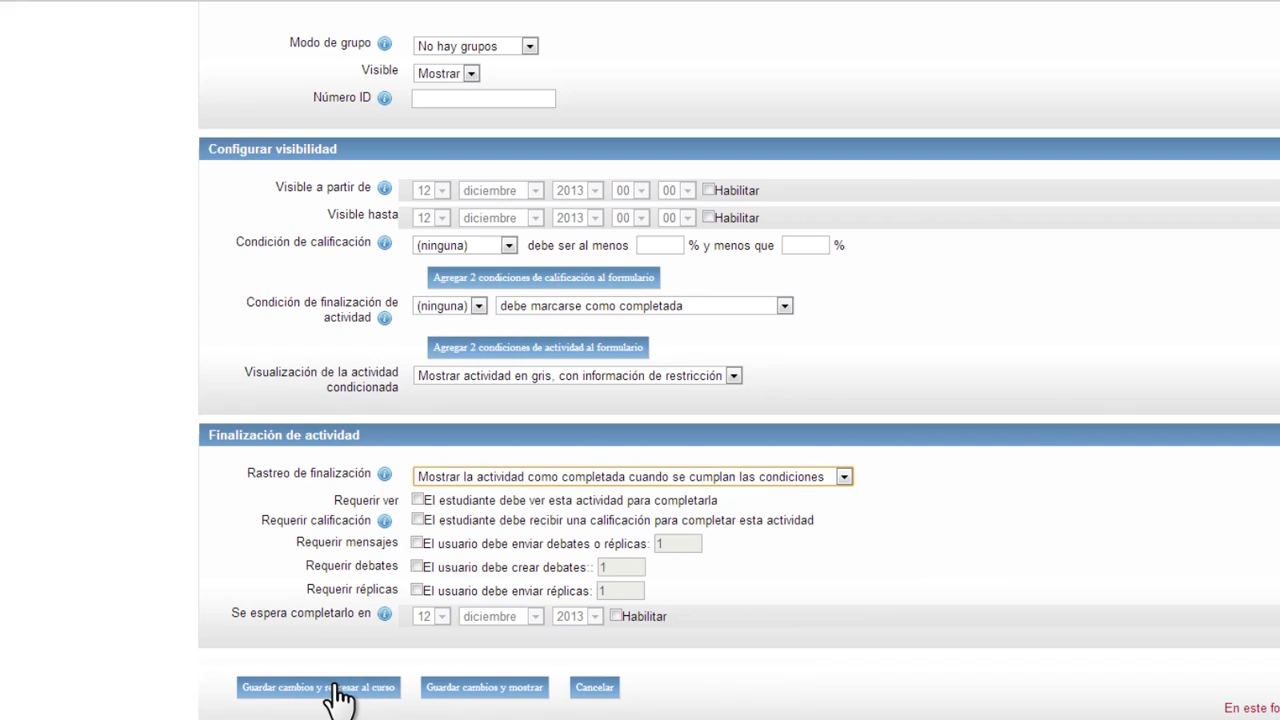 Modo de grupo No hay grupos
Visible Mostrar
Número ID
Configurar visibilidad
Visible a partir de 12 diciembre 2013 00 00 Habilitar
Visible hasta 12 diciembre 2013 00 00 Habilitar
Condición de calificación (ninguna) debe ser al menos % y menos que %
Agregar 2 condiciones de calificación al formulario
Condición de finalización de
actividad (ninguna) debe marcarse como completada
Agregar 2 condiciones de actividad al formulario
Visualización de la actividad
condicionada Mostrar actividad en gris, con información de restricción
Finalización de actividad
Rastreo de finalización Mostrar la actividad como completada cuando se cumplan las condiciones
Requerir ver El estudiante debe ver esta actividad para completarla
Requerir calificación El estudiante debe recibir una calificación para completar esta actividad
Requerir mensajes El usuario debe enviar debates o réplicas: 1
Requerir debates El usuario debe crear debates:: 1
Requerir réplicas El usuario debe enviar réplicas: 1
Se espera completarlo en 12 diciembre 2013 Habilitar
Guardar cambios y al curso Guardar cambios y mostrar Cancelar
En este fo